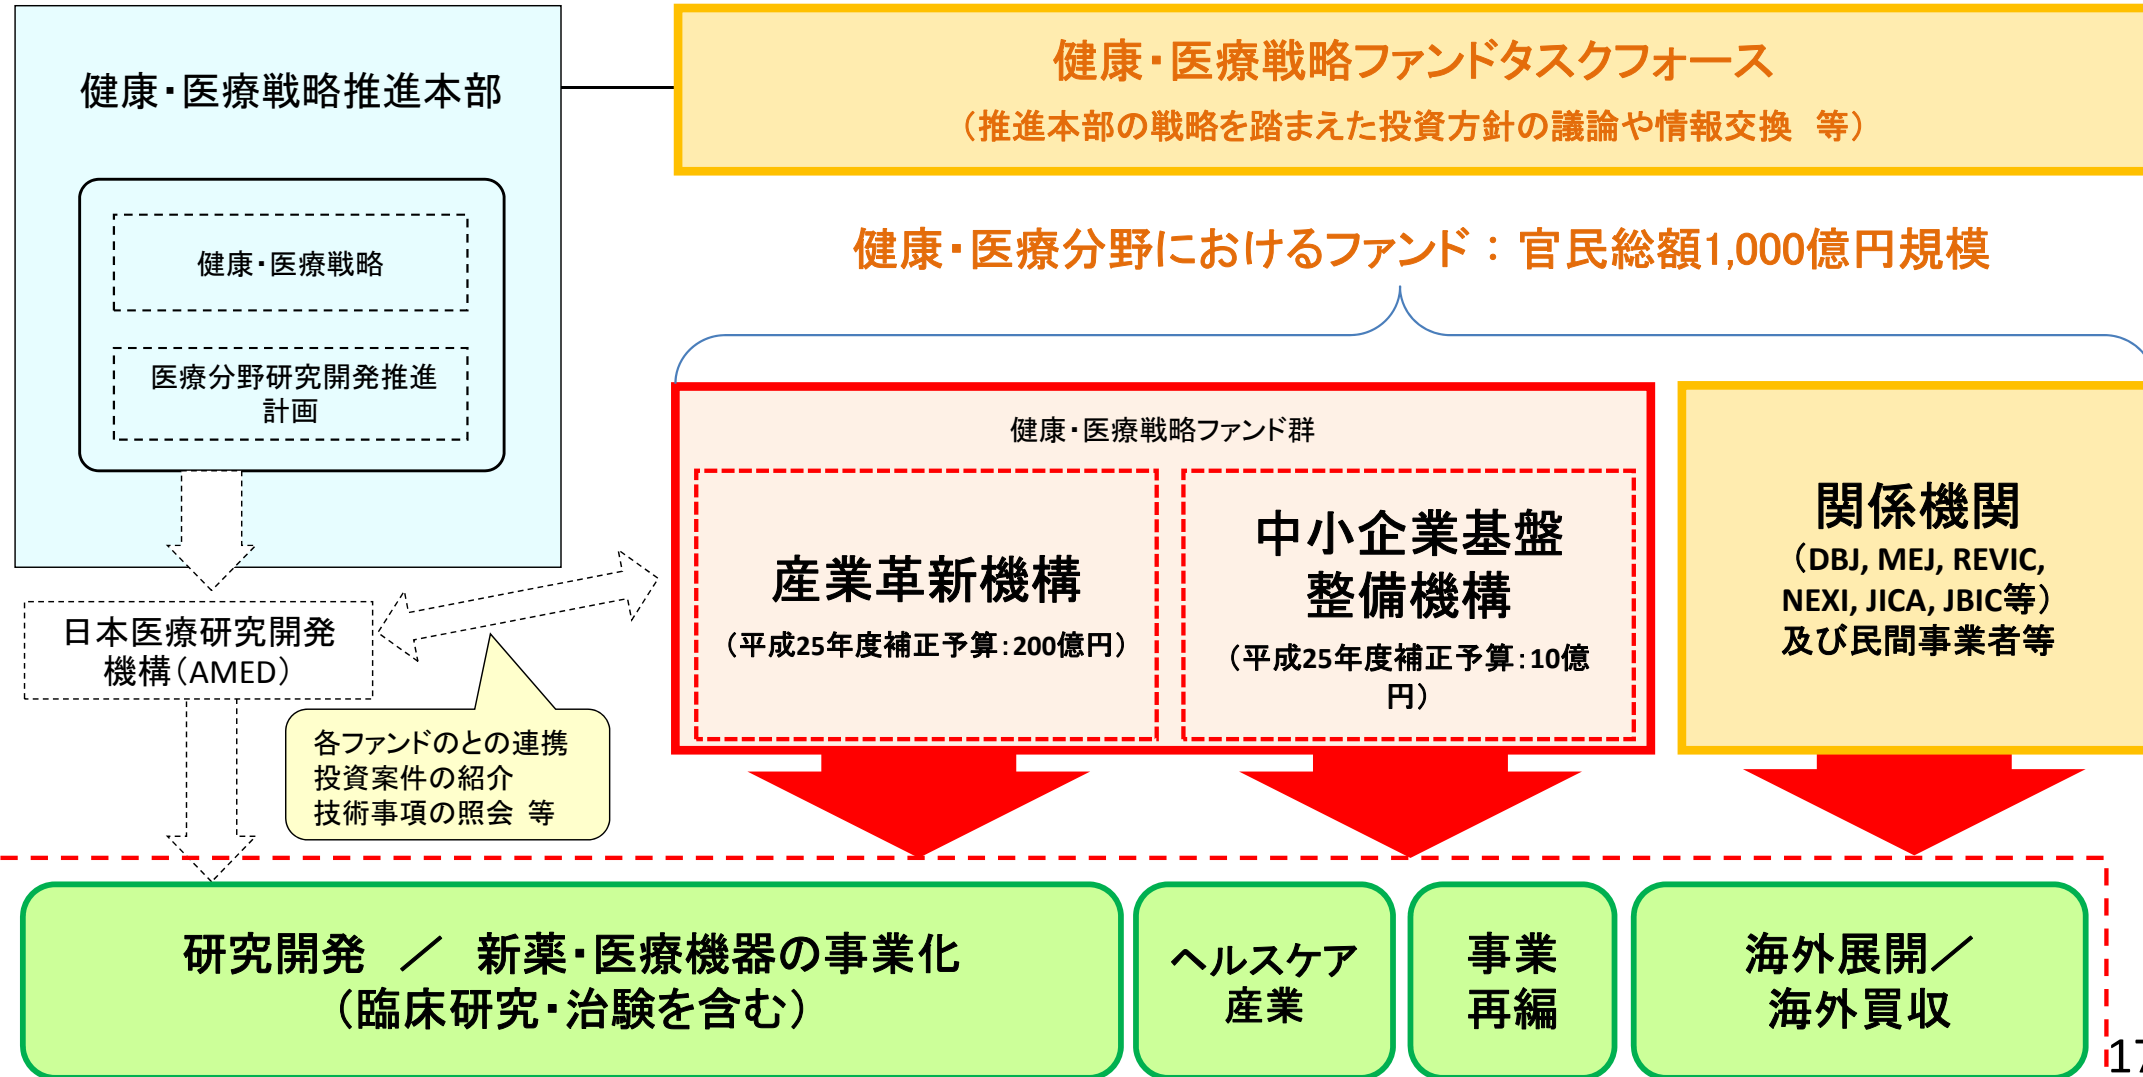 健康・医療戦略推進本部
健康・医療戦略
医療分野研究開発推進
計画
日本医療研究開発
機構（AMED）
各ファンドのとの連携
投資案件の紹介
技術事項の照会 等
健康・医療戦略ファンドタスクフォース
（推進本部の戦略を踏まえた投資方針の議論や情報交換 等）
健康・医療分野におけるファンド：官民総額1,000億円規模
健康・医療戦略ファンド群
産業革新機構
（平成25年度補正予算：200億円）
中小企業基盤
整備機構
（平成25年度補正予算：10億
円）
関係機関
（DBJ, MEJ, REVIC,
NEXI, JICA, JBIC等）
及び民間事業者等
研究開発 ／ 新薬・医療機器の事業化
（臨床研究・治験を含む）
ヘルスケア
産業
事業
再編
海外展開／
海外買収
17